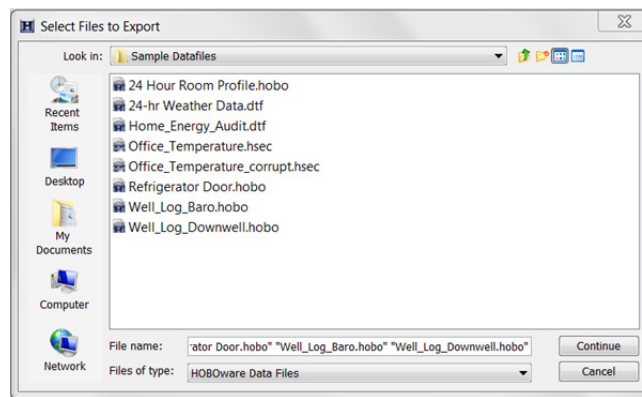 Select Files to Export
Look in: Sample Datafiles
Recent Items
Desktop
My Documents
Computer
Network
24 Hour Room Profile.hobo
24-hr Weather Data.dtf
Home_Energy_Audit.dtf
Office_Temperature.hsec
Office_Temperature_corrupt.hsec
Refrigerator Door.hobo
Well_Log_Baro.hobo
Well_Log_Downwell.hobo
File name: ator Door.hobo" "Well_Log_Baro.hobo" "Well_Log_Downwell.hobo" Continue
Files of type: HOBOware Data Files Cancel